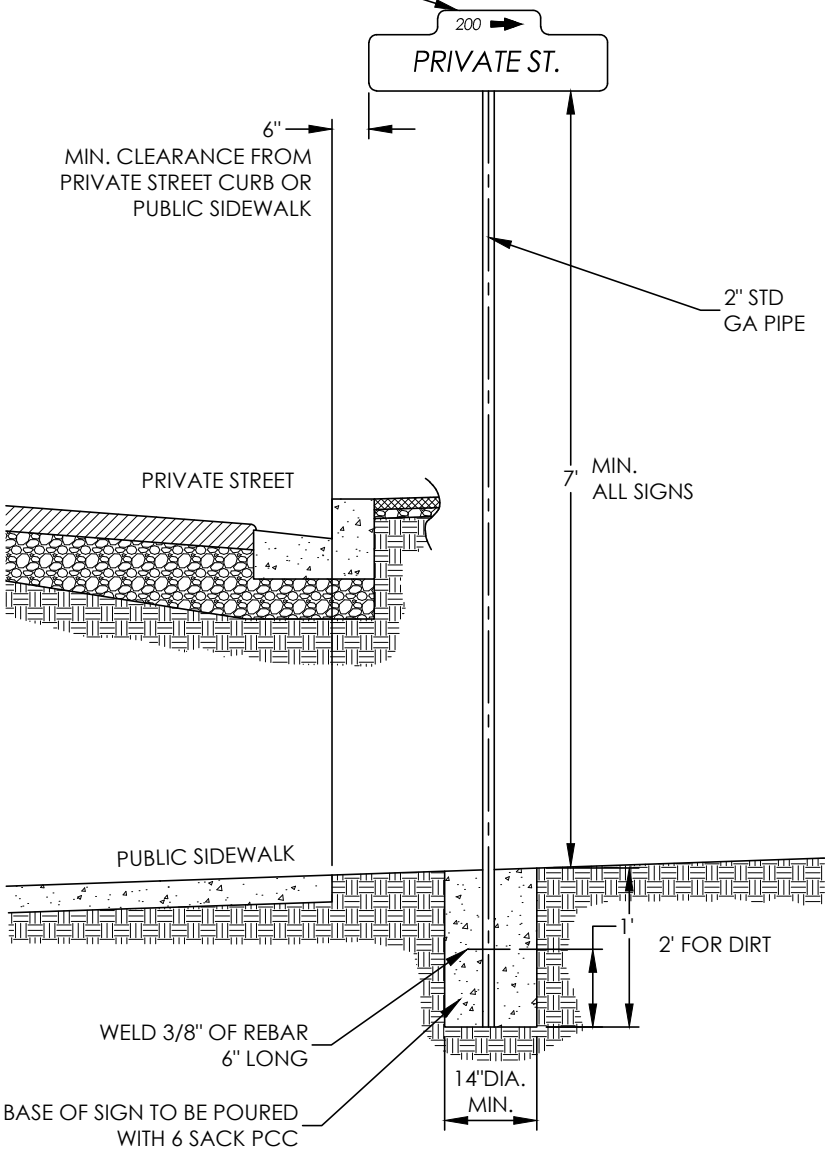 200
PRIVATE ST.
6"
MIN. CLEARANCE FROM
PRIVATE STREET CURB OR
PUBLIC SIDEWALK
2" STD
GA PIPE
PRIVATE STREET
7' MIN.
ALL SIGNS
PUBLIC SIDEWALK
1'
2' FOR DIRT
WELD 3/8" OF REBAR
6" LONG
14"DIA.
MIN.
BASE OF SIGN TO BE POURED
WITH 6 SACK PCC